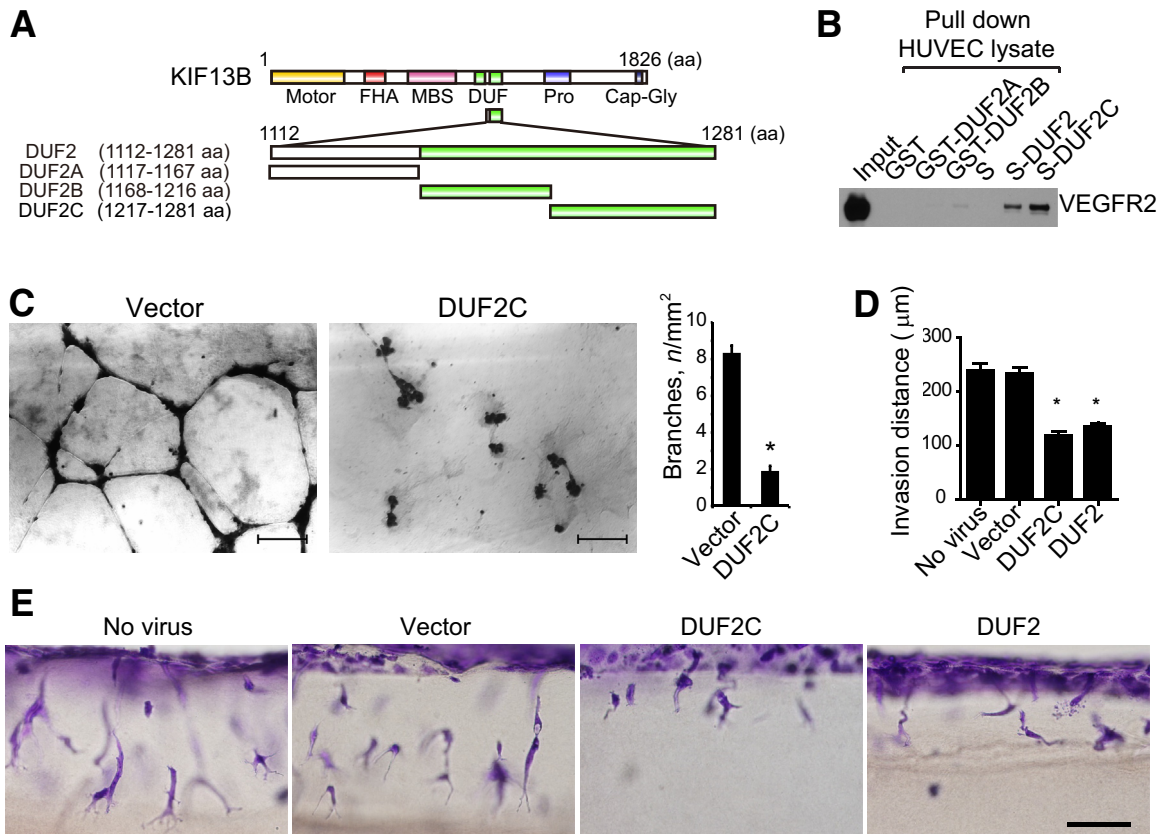 A
1
1826 (aa)
KIF13B
Motor
FHA
MBS
DUF
Pro
Cap-Gly
1112
1281 (aa)
DUF2 (1112-1281 aa)
DUF2A (1117-1167 aa)
DUF2B (1168-1216 aa)
DUF2C (1217-1281 aa)
B
Pull down
HUVEC lysate
Input
GST
GST-DUF2A
GST-DUF2B
S
S-DUF2
S-DUF2C
VEGFR2
C
Vector
DUF2C
Branches, n/mm2
10
8
6
4
2
0
*
Vector
DUF2C
D
Invasion distance ( μm)
300
200
100
0
*
*
No virus
Vector
DUF2C
DUF2
E
No virus
Vector
DUF2C
DUF2